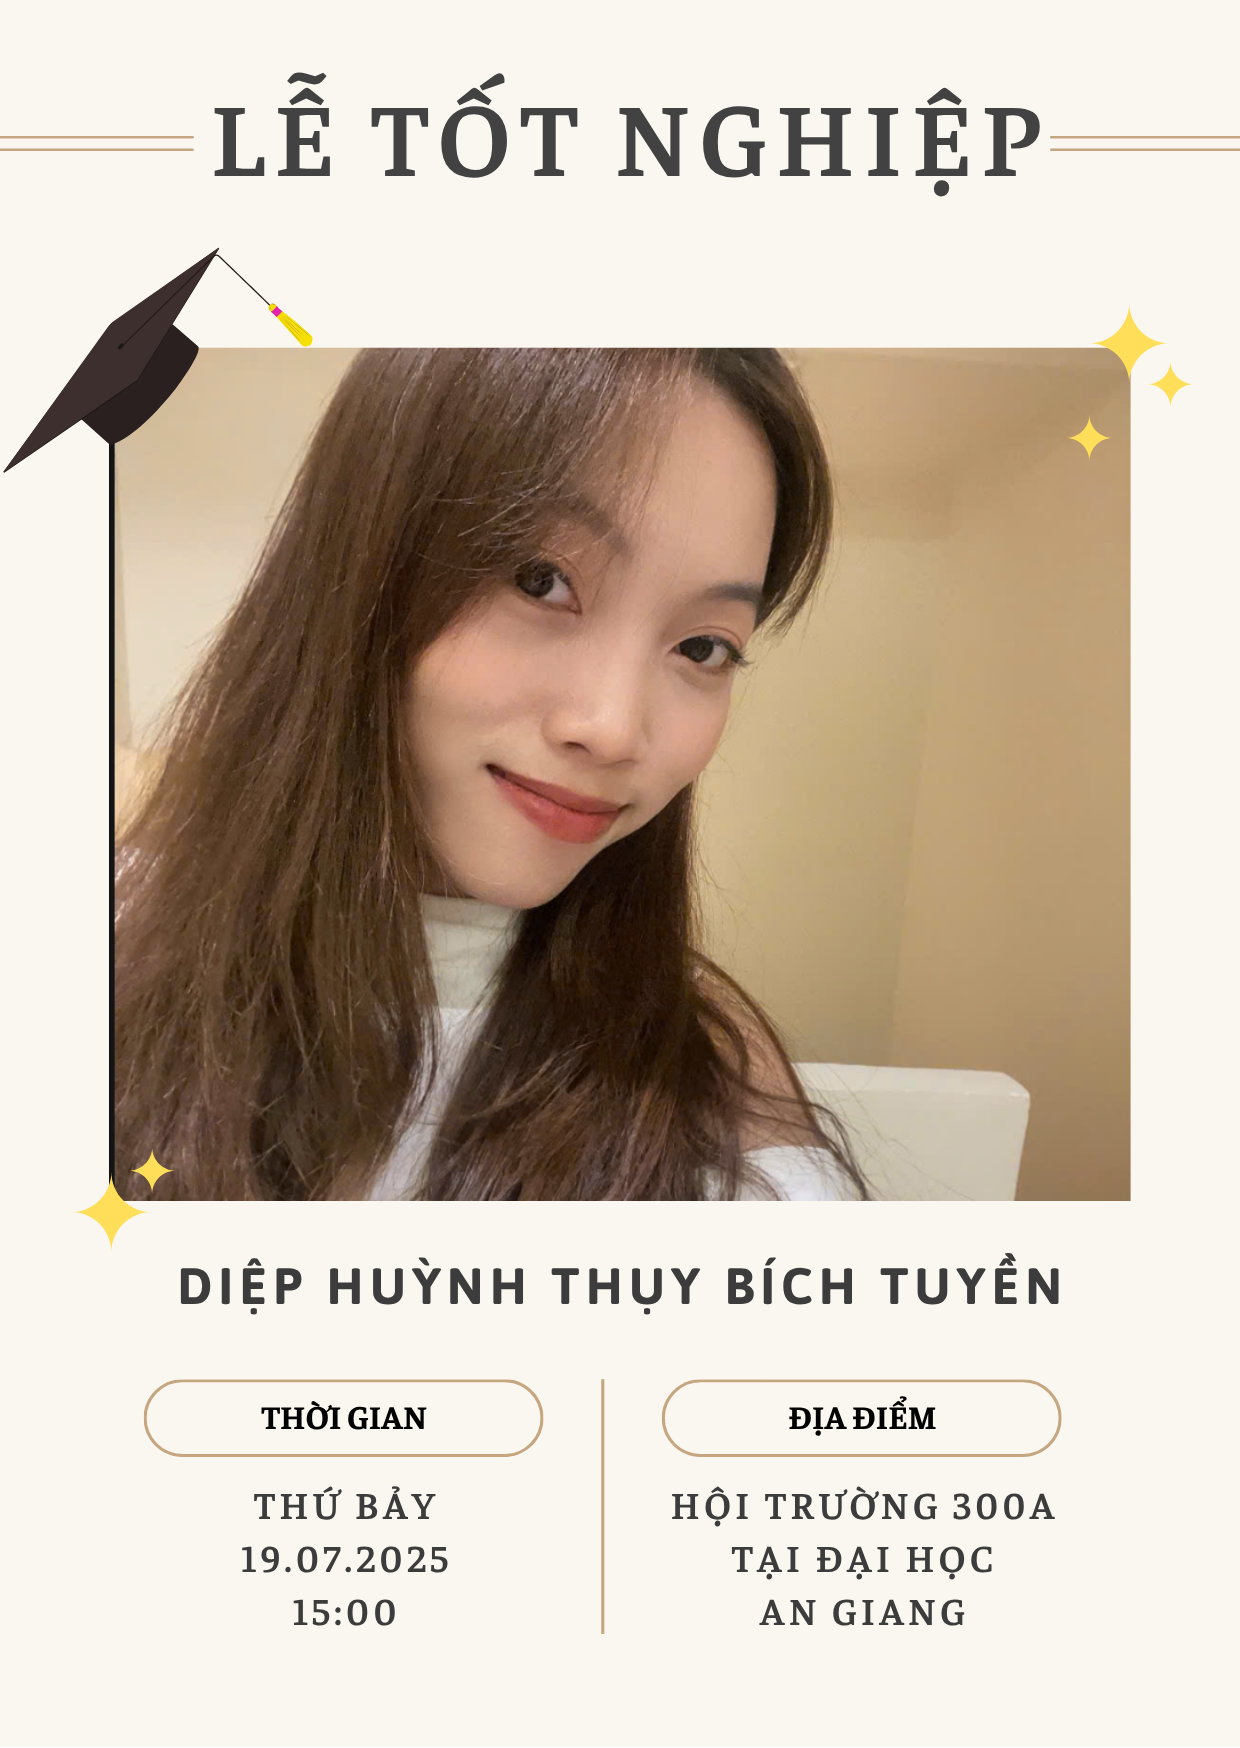 LỄ TỐT NGHIỆP
DIỆP HUỲNH THỤY BÍCH TUYỀN
THỜI GIAN
THỨ BẢY
19.07.2025
15:00
ĐỊA ĐIỂM
HỘI TRƯỜNG 300A
TẠI ĐẠI HỌC
AN GIANG